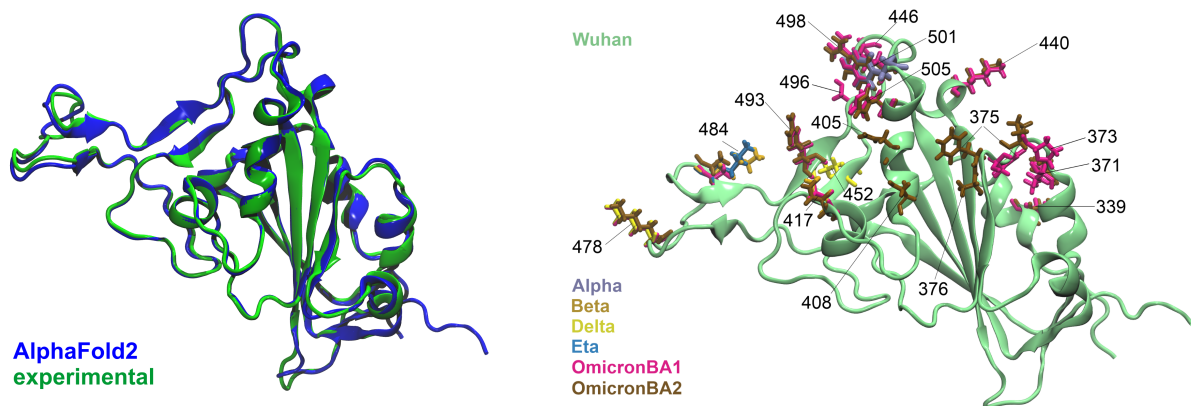 AlphaFold2
experimental
Wuhan
498
446
501
440
496
505
493
405
375
484
373
371
452
417
339
478
408
376
Alpha
Beta
Delta
Eta
OmicronBA1
OmicronBA2